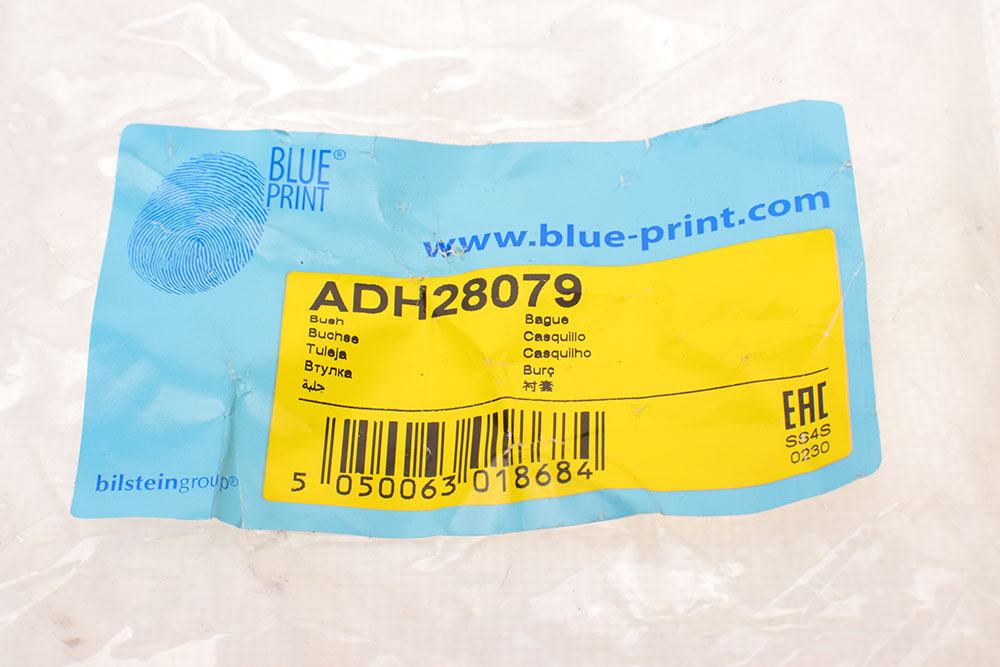 BLUE®
PRINT
www.blue-print.com
ADH28079
Bush
Buchse
Tuleja
Втулка
جلبة
Bague
Casquillo
Casquilho
Burç
衬套
EAC
SS4S
0230
5 050063 018684
bilsteingroup®